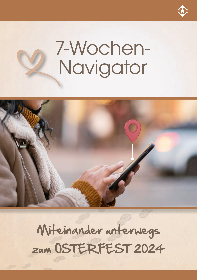 7-Wochen-
Navigator
Miteinander unterwegs
zum OSTERFEST 2024